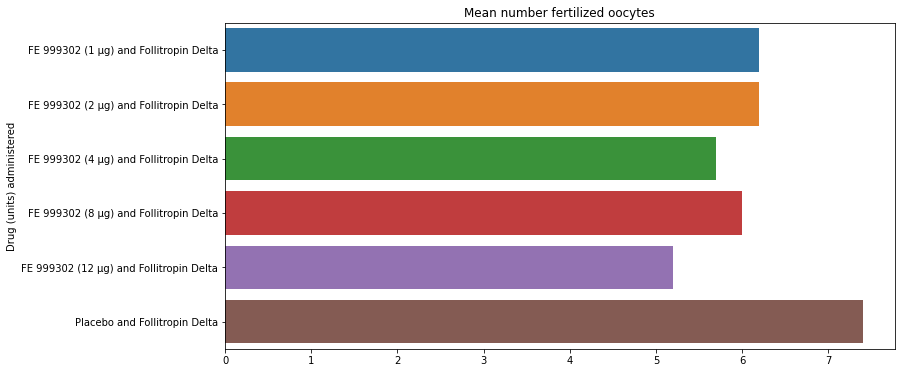 Mean number fertilized oocytes
Drug (units) administered
FE 999302 (1 µg) and Follitropin Delta
FE 999302 (2 µg) and Follitropin Delta
FE 999302 (4 µg) and Follitropin Delta
FE 999302 (8 µg) and Follitropin Delta
FE 999302 (12 µg) and Follitropin Delta
Placebo and Follitropin Delta
0 1 2 3 4 5 6 7